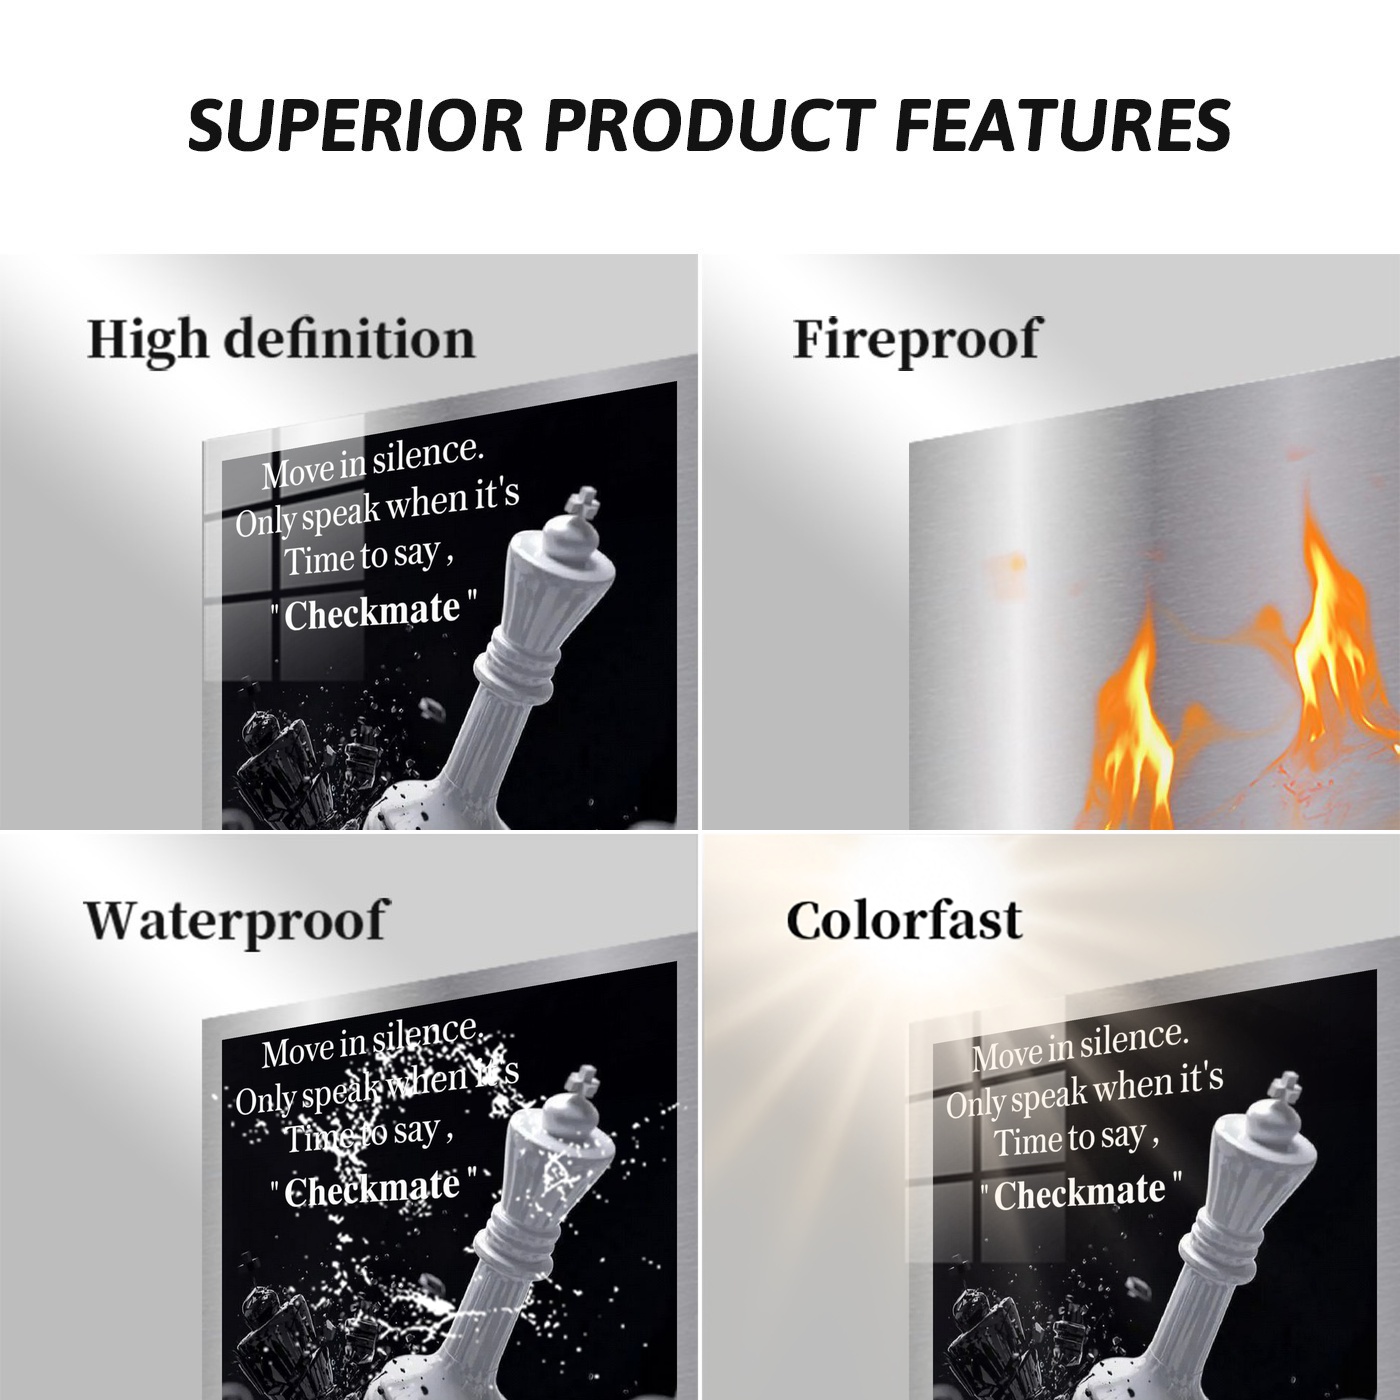 SUPERIOR PRODUCT FEATURES
High definition
Move in silence.
Only speak when it's
Time to say ,
" Checkmate "
Fireproof
Waterproof
Move in silence.
Only speak when it's
Time to say ,
" Checkmate "
Colorfast
Move in silence.
Only speak when it's
Time to say ,
" Checkmate "